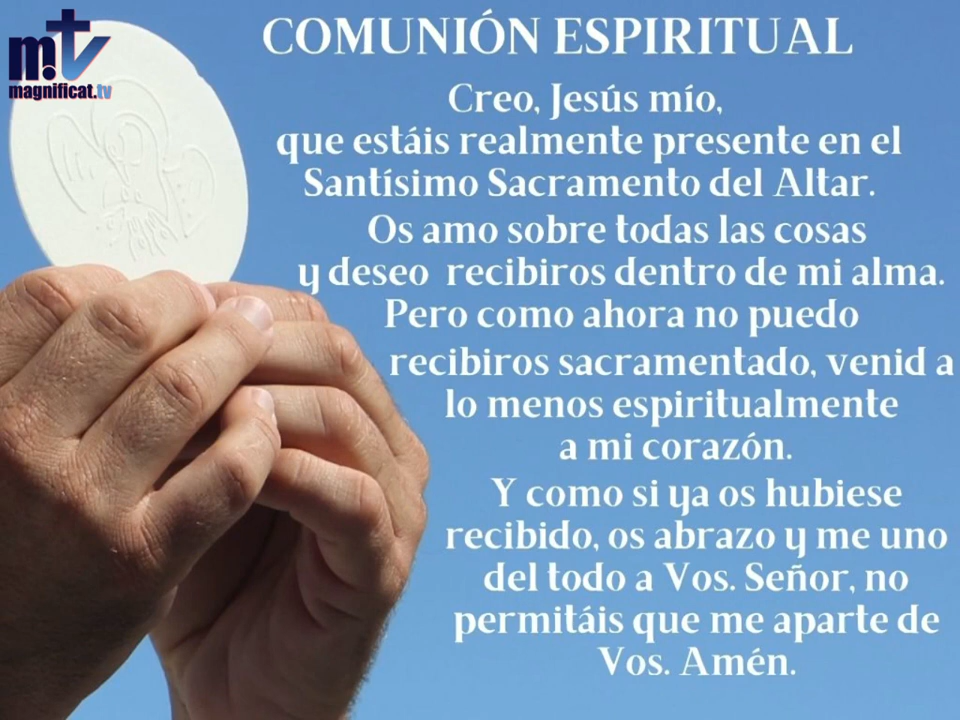 mtv
magnificat.tv
COMUNIÓN ESPIRITUAL
Creo, Jesús mío,
que estáis realmente presente en el
Santísimo Sacramento del Altar.
Os amo sobre todas las cosas
y deseo recibiros dentro de mi alma.
Pero como ahora no puedo
recibiros sacramentado, venid a
lo menos espiritualmente
a mi corazón.
Y como si ya os hubiese
recibido, os abrazo y me uno
del todo a Vos. Señor, no
permitáis que me aparte de
Vos. Amén.